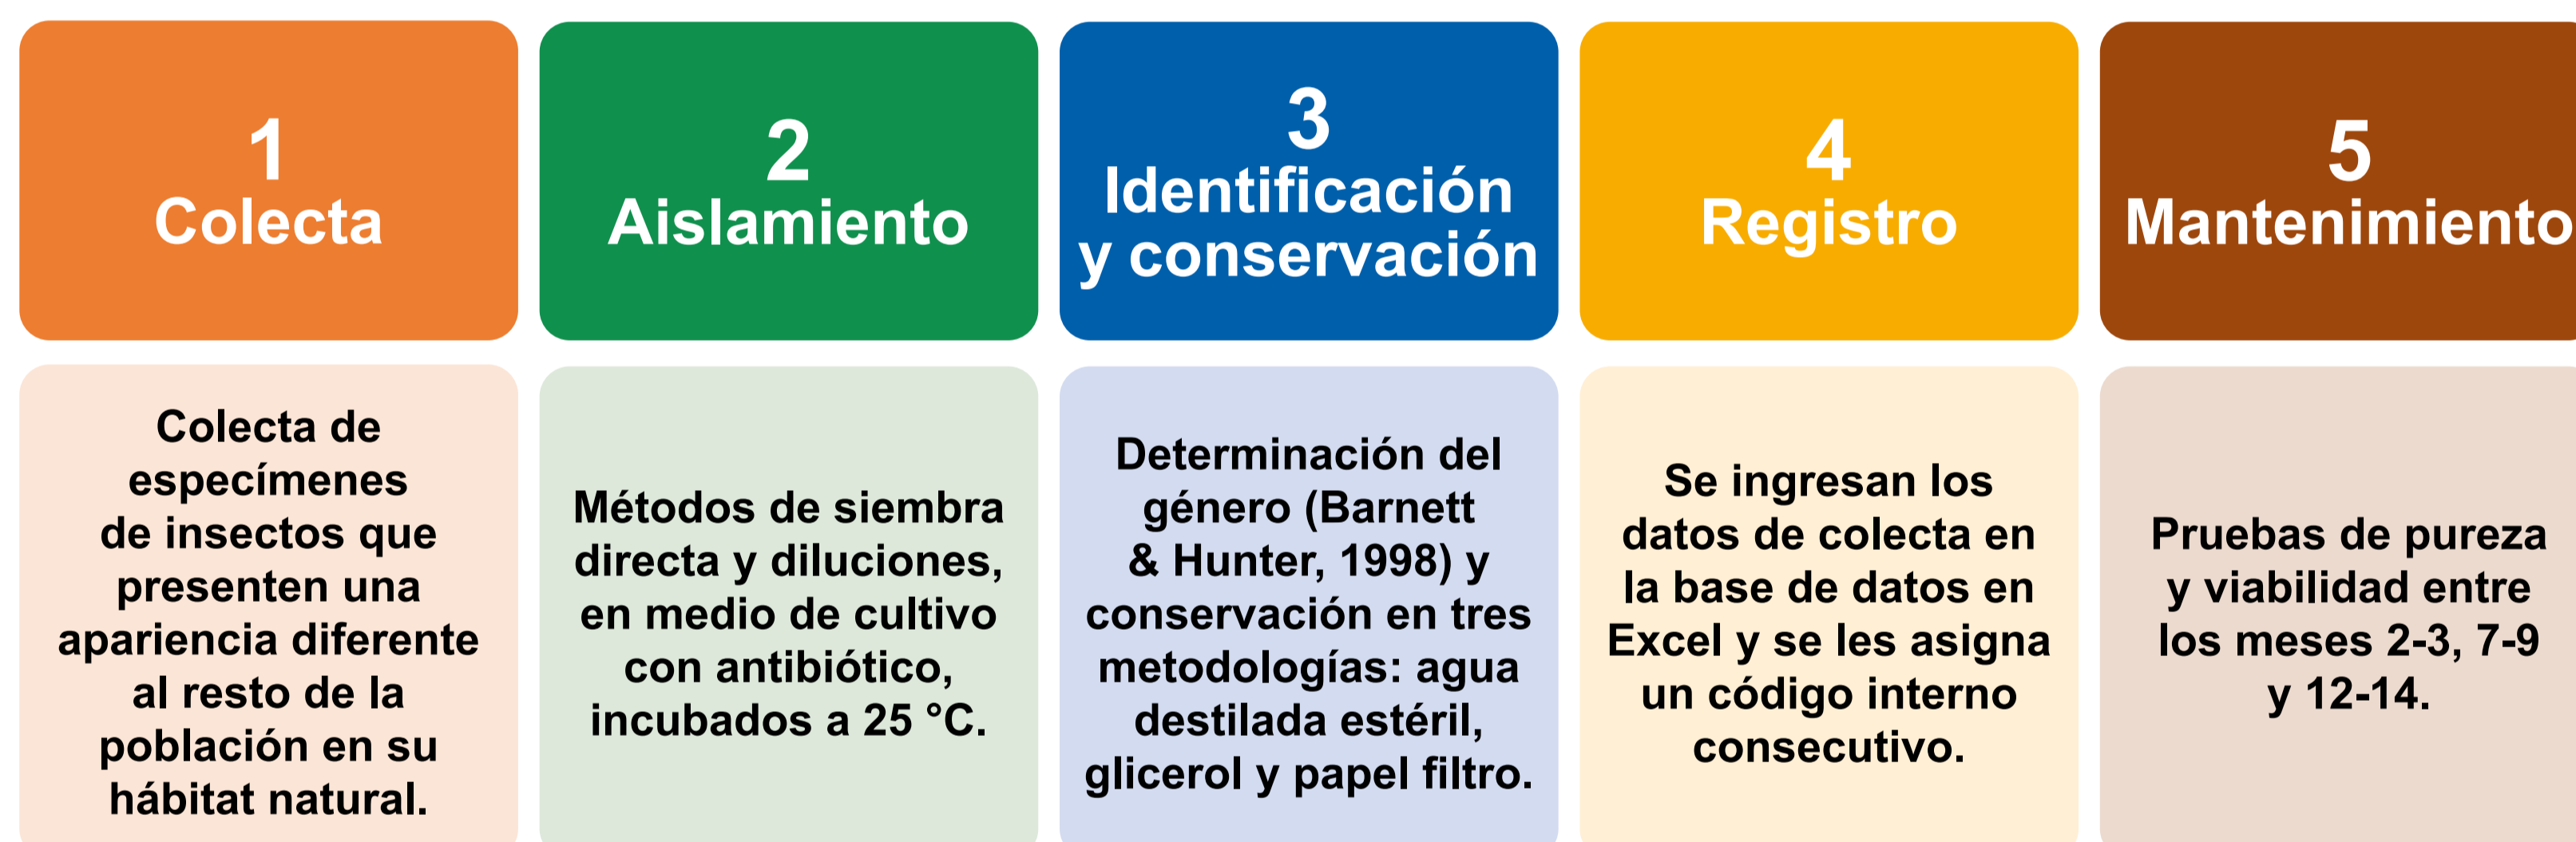 1
Colecta
2
Aislamiento
3
Identificación
y conservación
4
Registro
5
Mantenimiento
Colecta de
especímenes
de insectos que
presenten una
apariencia diferente
al resto de la
población en su
hábitat natural.
Métodos de siembra
directa y diluciones,
en medio de cultivo
con antibiótico,
incubados a 25 °C.
Determinación del
género (Barnett
& Hunter, 1998) y
conservación en tres
metodologías: agua
destilada estéril,
glicerol y papel filtro.
Se ingresan los
datos de colecta en
la base de datos en
Excel y se les asigna
un código interno
consecutivo.
Pruebas de pureza
y viabilidad entre
los meses 2-3, 7-9
y 12-14.